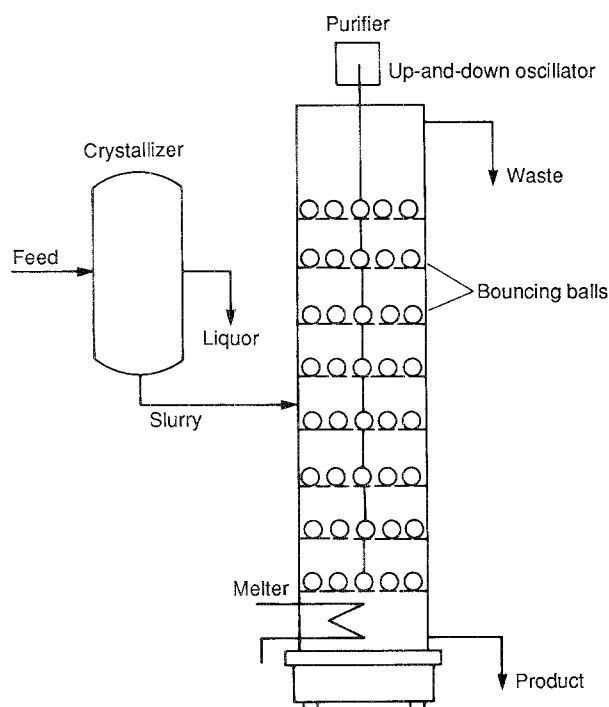 Purifier
Up-and-down oscillator
Crystallizer
Waste
Feed
Bouncing balls
Liquor
Slurry
Melter
Product